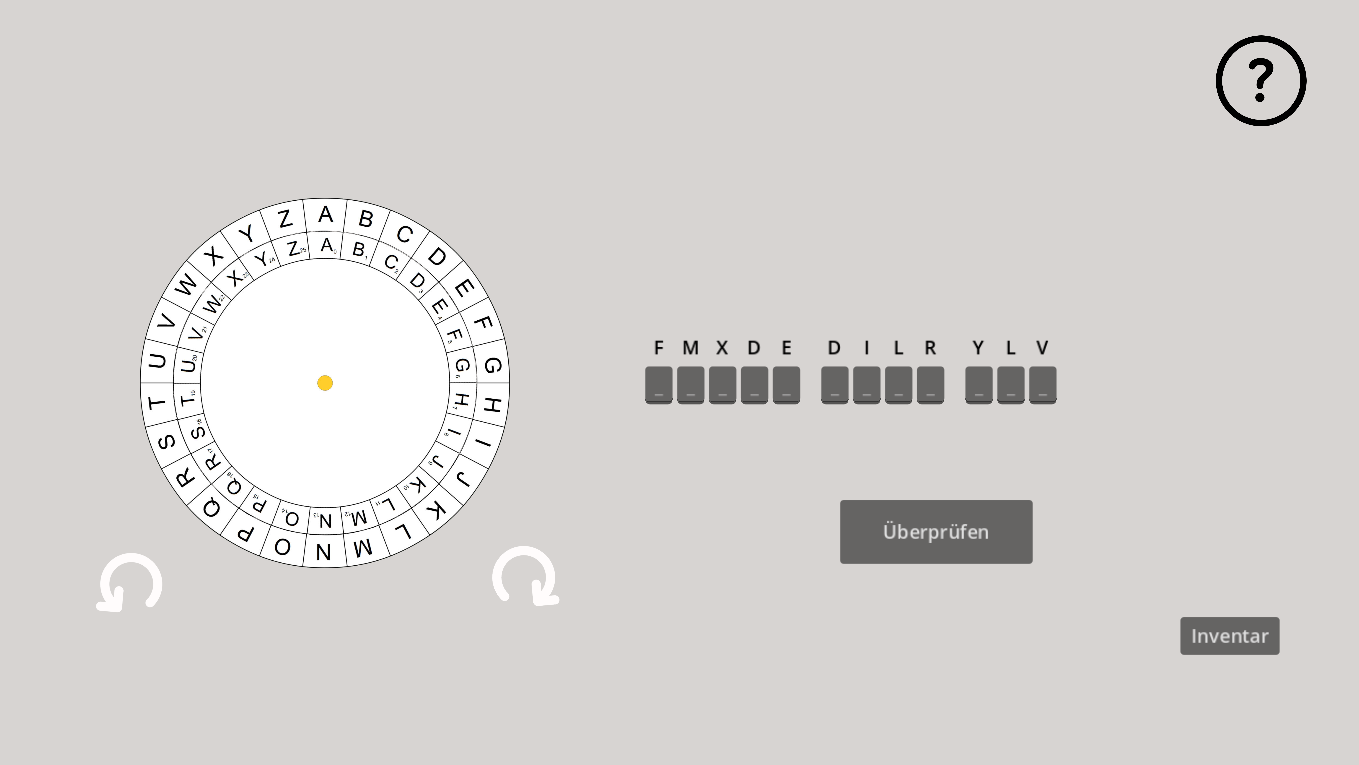 ?
A B C D E F G H I J K L M N O P Q R S T U V W X Y Z
A B C D E F G H I J K L M N O P Q R S T U V W X Y Z
F M X D E D I L R Y L V
_ _ _ _ _ _ _ _ _ _ _ _
Überprüfen
Inventar